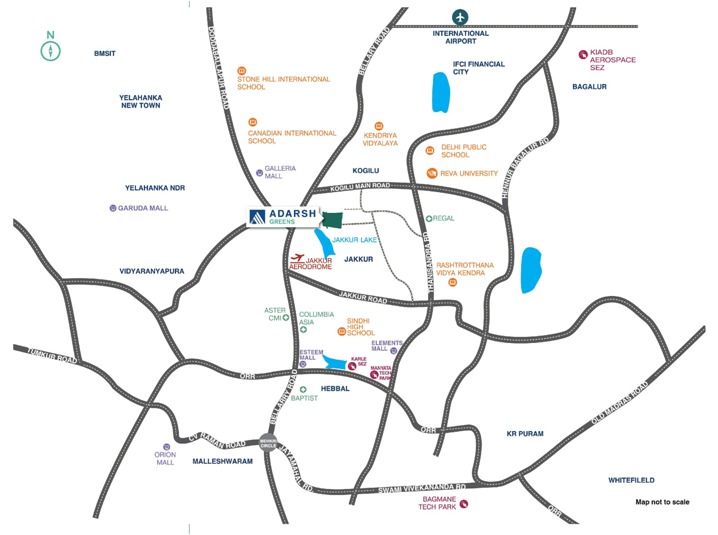 N
BMSIT
YELAHANKA
NEW TOWN
DODDABALLAPUR ROAD
BELLARY ROAD
INTERNATIONAL
AIRPORT
IFCI FINANCIAL
CITY
KIADB
AEROSPACE
SEZ
BAGALUR
STONE HILL INTERNATIONAL
SCHOOL
CANADIAN INTERNATIONAL
SCHOOL
KENDRIYA
VIDYALAYA
DELHI PUBLIC
SCHOOL
REVA UNIVERSITY
HENNUR BAGALUR RD
GALLERIA
MALL
KOGILU
KOGILU MAIN ROAD
YELAHANKA NDR
GARUDA MALL
ADARSH
GREENS
REGAL
JAKKUR LAKE
JAKKUR
AERODROME
JAKKUR
THANISANDRA RD
RASHTROTTHANA
VIDYA KENDRA
VIDYARANYAPURA
JAKKUR ROAD
ASTER
CMI
COLUMBIA
ASIA
SINDHI
HIGH
SCHOOL
ELEMENTS
MALL
TUMKUR ROAD
ESTEEM
MALL
KARLE
SEZ
MANYATA
TECH
PARK
ORR
HEBBAL
BELLARRY ROAD
BAPTIST
OLD MADRAS ROAD
ORR
KR PURAM
CV RAMAN ROAD
MEHKRI
CIRCLE
JAYAMAHAL RD
ORION
MALL
MALLESHWARAM
SWAMI VIVEKANANDA RD
WHITEFILELD
BAGMANE
TECH PARK
ORR
Map not to scale